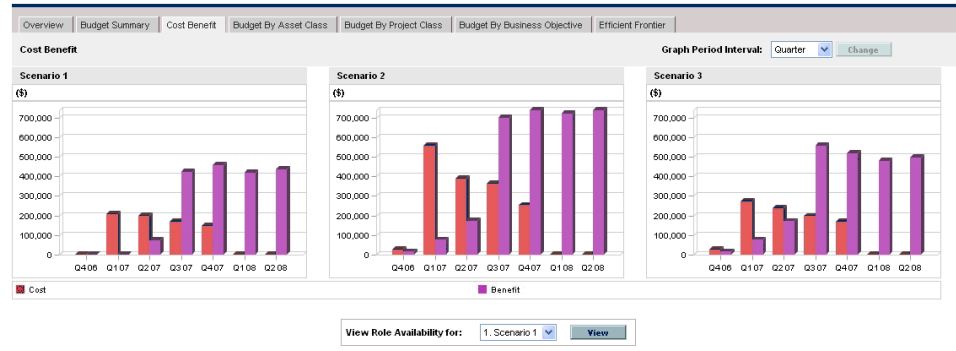 Overview Budget Summary Cost Benefit Budget By Asset Class Budget By Project Class Budget By Business Objective Efficient Frontier
Cost Benefit Graph Period Interval: Quarter Change
Scenario 1 Scenario 2 Scenario 3
($) ($) ($)
700,000 700,000 700,000
600,000 600,000 600,000
500,000 500,000 500,000
400,000 400,000 400,000
300,000 300,000 300,000
200,000 200,000 200,000
100,000 100,000 100,000
0 0 0
Q4 06 Q1 07 Q2 07 Q3 07 Q4 07 Q1 08 Q2 08 Q4 06 Q1 07 Q2 07 Q3 07 Q4 07 Q1 08 Q2 08 Q4 06 Q1 07 Q2 07 Q3 07 Q4 07 Q1 08 Q2 08
Cost Benefit
View Role Availability for: 1. Scenario 1 View